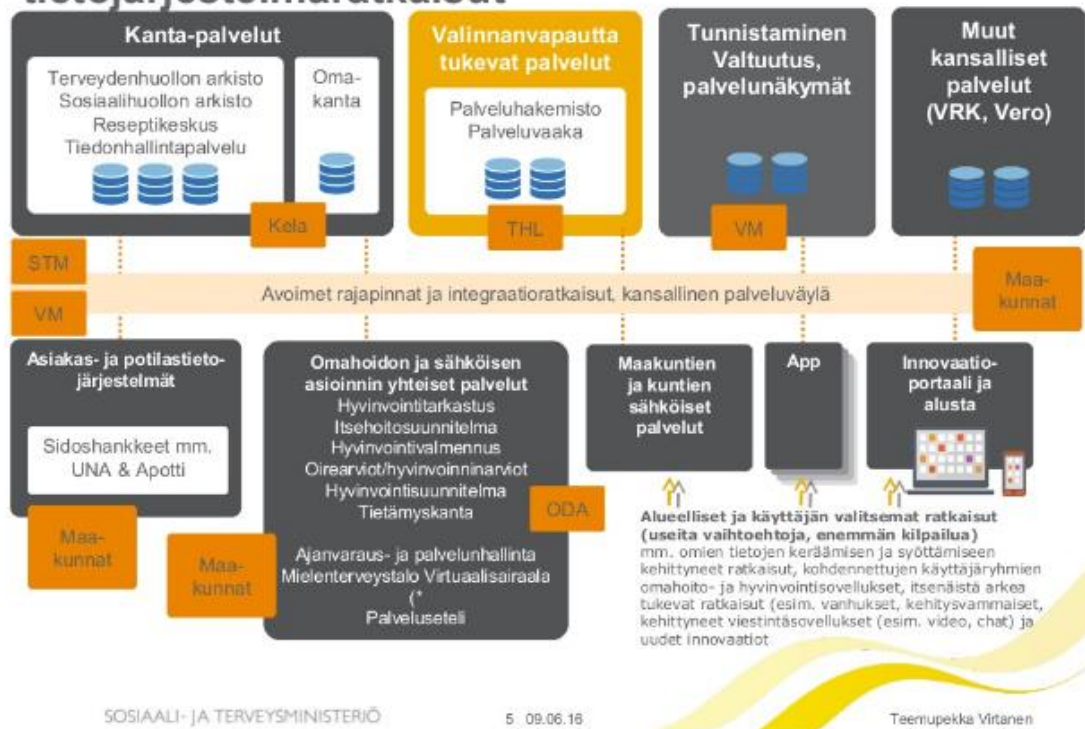 tietojärjestelmäratkaisut
Kanta-palvelut
Terveydenhuollon arkisto
Sosiaalihuollon arkisto
Reseptikeskus
Tiedonhallintapalvelu
Oma-
kanta
Kela
Valinnanvapautta
tukevat palvelut
Palveluhakemisto
Palveluvaaka
THL
Tunnistaminen
Valtuutus,
palvelunäkymät
VM
Muut
kansalliset
palvelut
(VRK, Vero)
STM
VM
Avoimet rajapinnat ja integraatioratkaisut, kansallinen palveluväylä
Maa-
kunnat
Asiakas- ja potilastieto-
järjestelmät
Sidoshankkeet mm.
UNA & Apotti
Maa-
kunnat
Omahoidon ja sähköisen
asioinnin yhteiset palvelut
Hyvinvointitarkastus
Itsehoitosuunnitelma
Hyvinvointivalmennus
Oirearviot/hyvinvoinninarviot
Hyvinvointisuunnitelma
Tietämyskanta
ODA
Maa-
kunnat
Ajanvaraus- ja palvelunhallinta
Mielenterveystalo Virtuaalisairaala
(*
Palveluseteli
Maakuntien
ja kuntien
sähköiset
palvelut
App
Innovaatio-
portaali ja
alusta
Alueelliset ja käyttäjän valitsemat ratkaisut
(useita vaihtoehtoja, enemmän kilpailua)
mm. omien tietojen keräämisen ja syöttämiseen
kehittyneet ratkaisut, kohdennettujen käyttäjäryhmien
omahoito- ja hyvinvointisovellukset, itsenäistä arkea
tukevat ratkaisut (esim. vanhukset, kehitysvammaiset,
kehittyneet viestintäsovellukset (esim. video, chat) ja
uudet innovaatiot
SOSIAALI- JA TERVEYSMINISTERIÖ
5 09.06.16
Teemupekka Virtanen